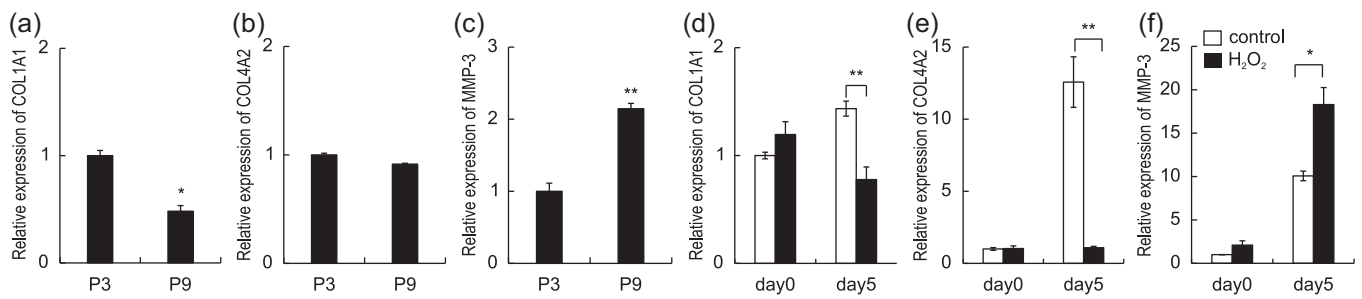 (a)
Relative expression of COL1A1
2
1
0
*
P3 P9
(b)
Relative expression of COL4A2
2
1
0
P3 P9
(c)
Relative expression of MMP-3
3
2
1
0
**
P3 P9
(d)
Relative expression of COL1A1
2
1
0
**
day0 day5
(e)
Relative expression of COL4A2
15
10
5
0
**
day0 day5
(f)
Relative expression of MMP-3
25
20
15
10
5
0
control
H₂O₂
*
day0 day5